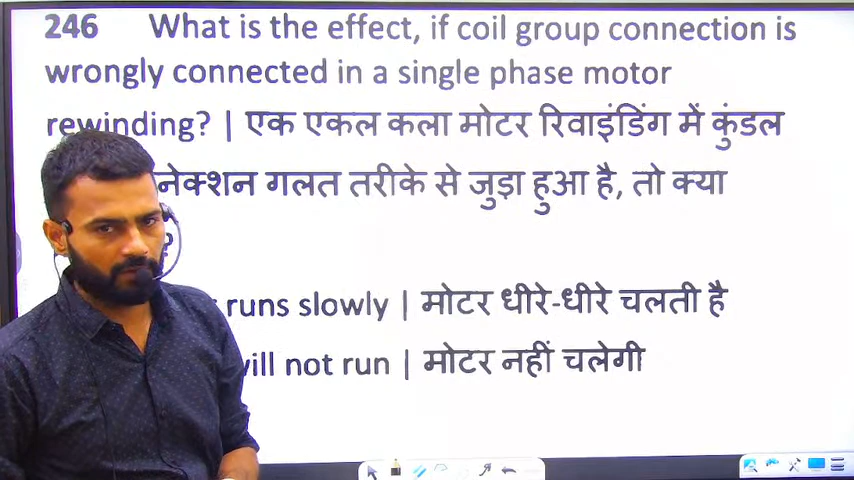 246 What is the effect, if coil group connection is
wrongly connected in a single phase motor
rewinding? | एक एकल कला मोटर रिवाइंडिंग में कुंडल
नेक्शन गलत तरीके से जुड़ा हुआ है, तो क्या
?
runs slowly | मोटर धीरे-धीरे चलती है
will not run | मोटर नहीं चलेगी